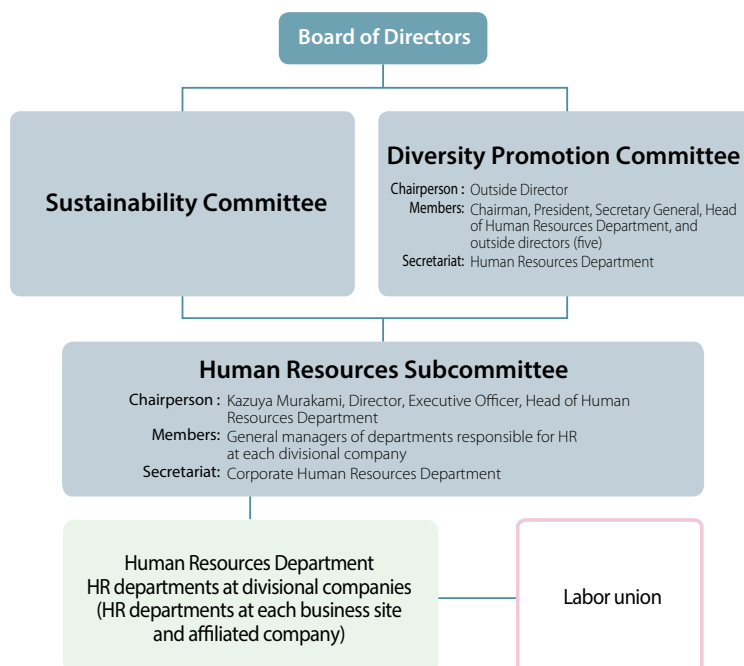 Board of Directors
Sustainability Committee
Diversity Promotion Committee
Chairperson : Outside Director
Members: Chairman, President, Secretary General, Head
of Human Resources Department, and
outside directors (five)
Secretariat: Human Resources Department
Human Resources Subcommittee
Chairperson : Kazuya Murakami, Director, Executive Officer, Head of Human
Resources Department
Members: General managers of departments responsible for HR
at each divisional company
Secretariat: Corporate Human Resources Department
Human Resources Department
HR departments at divisional companies
(HR departments at each business site
and affiliated company)
Labor union